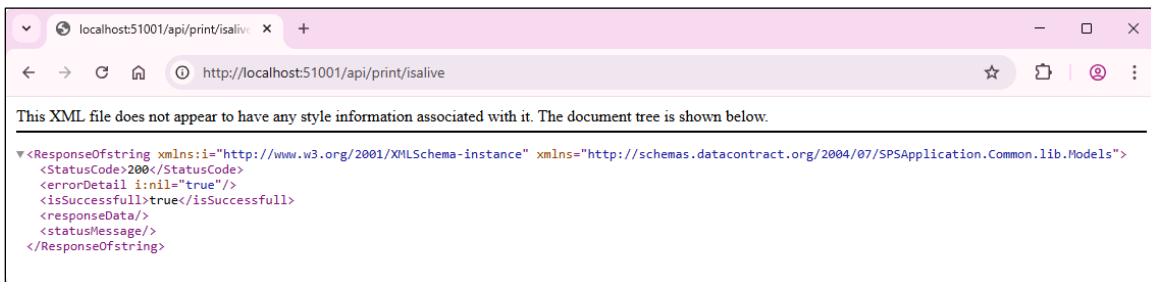 localhost:51001/api/print/isalive
http://localhost:51001/api/print/isalive
This XML file does not appear to have any style information associated with it. The document tree is shown below.
▼<ResponseOfstring xmlns:i="http://www.w3.org/2001/XMLSchema-instance" xmlns="http://schemas.datacontract.org/2004/07/SPSApplication.Common.lib.Models">
<StatusCode>200</StatusCode>
<errorDetail i:nil="true"/>
<isSuccessfull>true</isSuccessfull>
<responseData/>
<statusMessage/>
</ResponseOfstring>